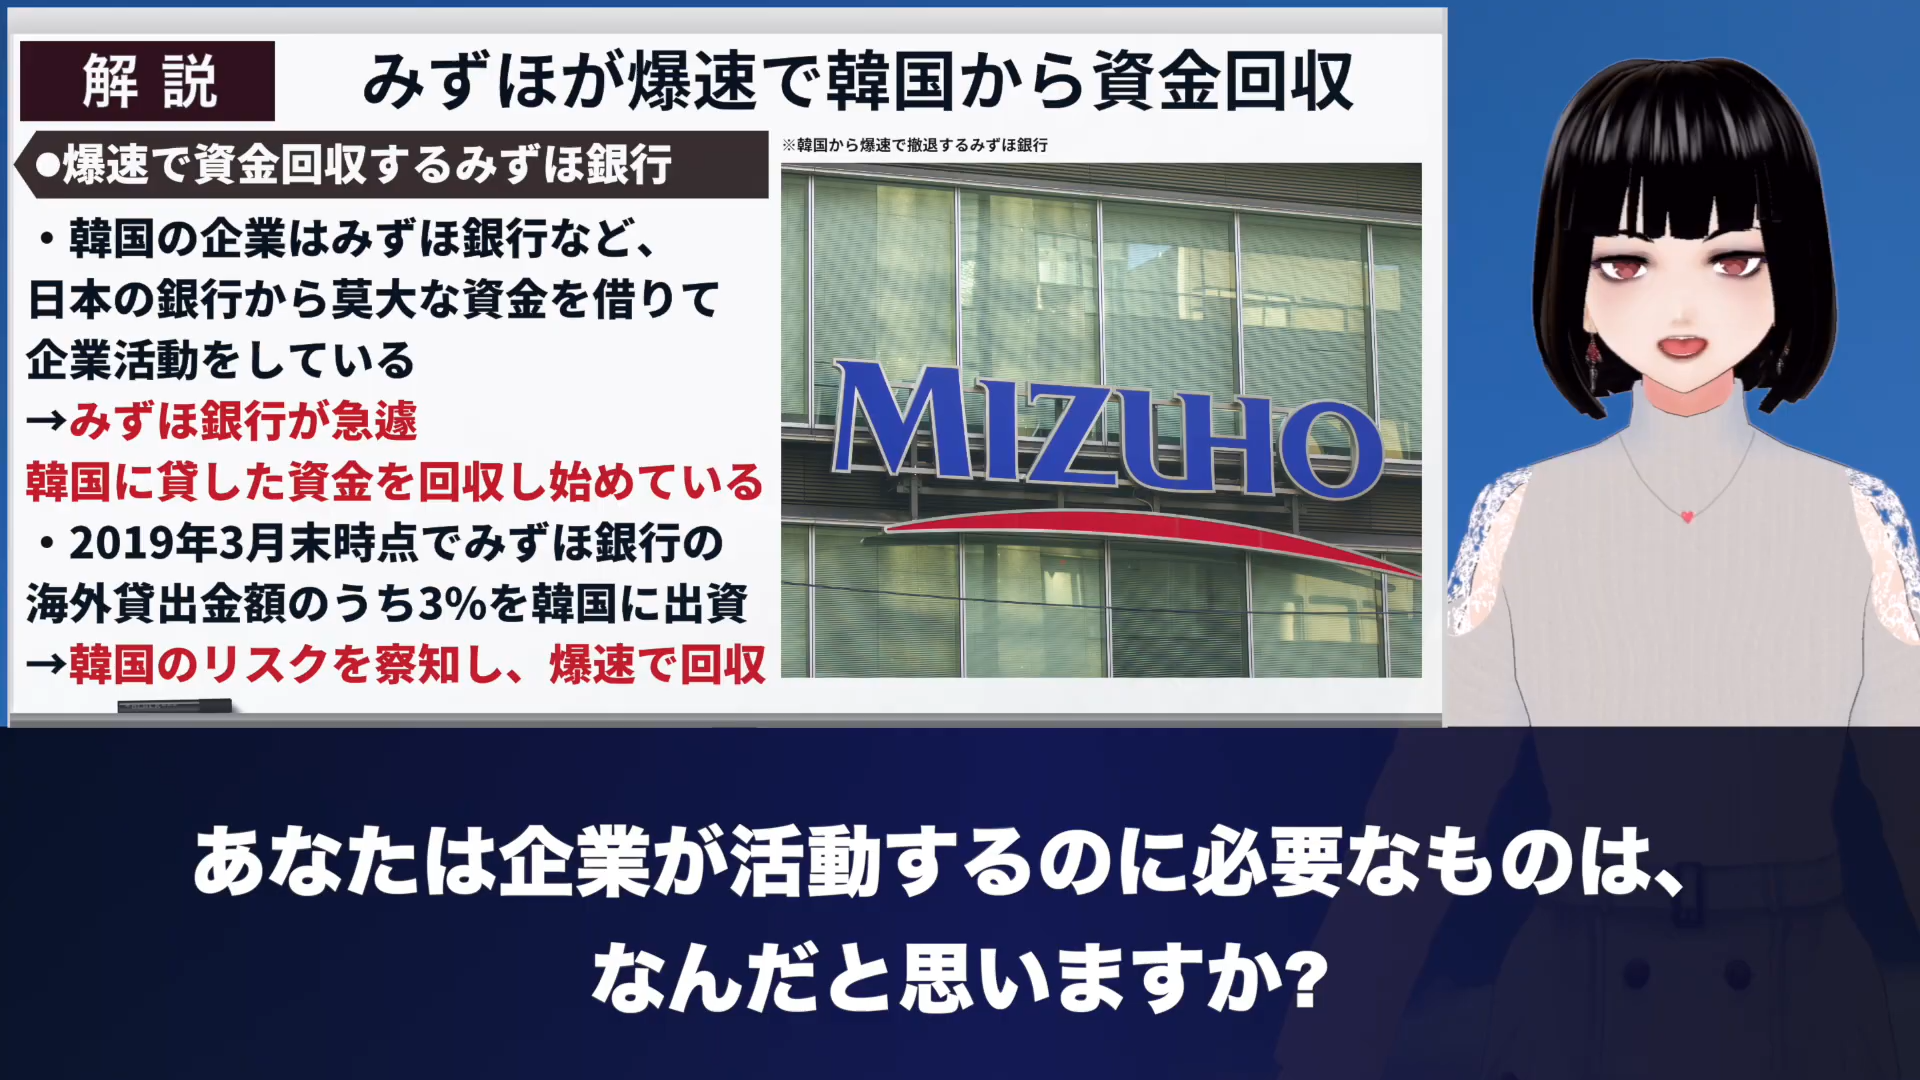 解説
みずほが爆速で韓国から資金回収
●爆速で資金回収するみずほ銀行
※韓国から爆速で撤退するみずほ銀行
・韓国の企業はみずほ銀行など、
日本の銀行から莫大な資金を借りて
企業活動をしている
→みずほ銀行が急遽
韓国に貸した資金を回収し始めている
・2019年3月末時点でみずほ銀行の
海外貸出金額のうち3%を韓国に出資
→韓国のリスクを察知し、爆速で回収
MIZUHO
あなたは企業が活動するのに必要なものは、
なんだと思いますか?